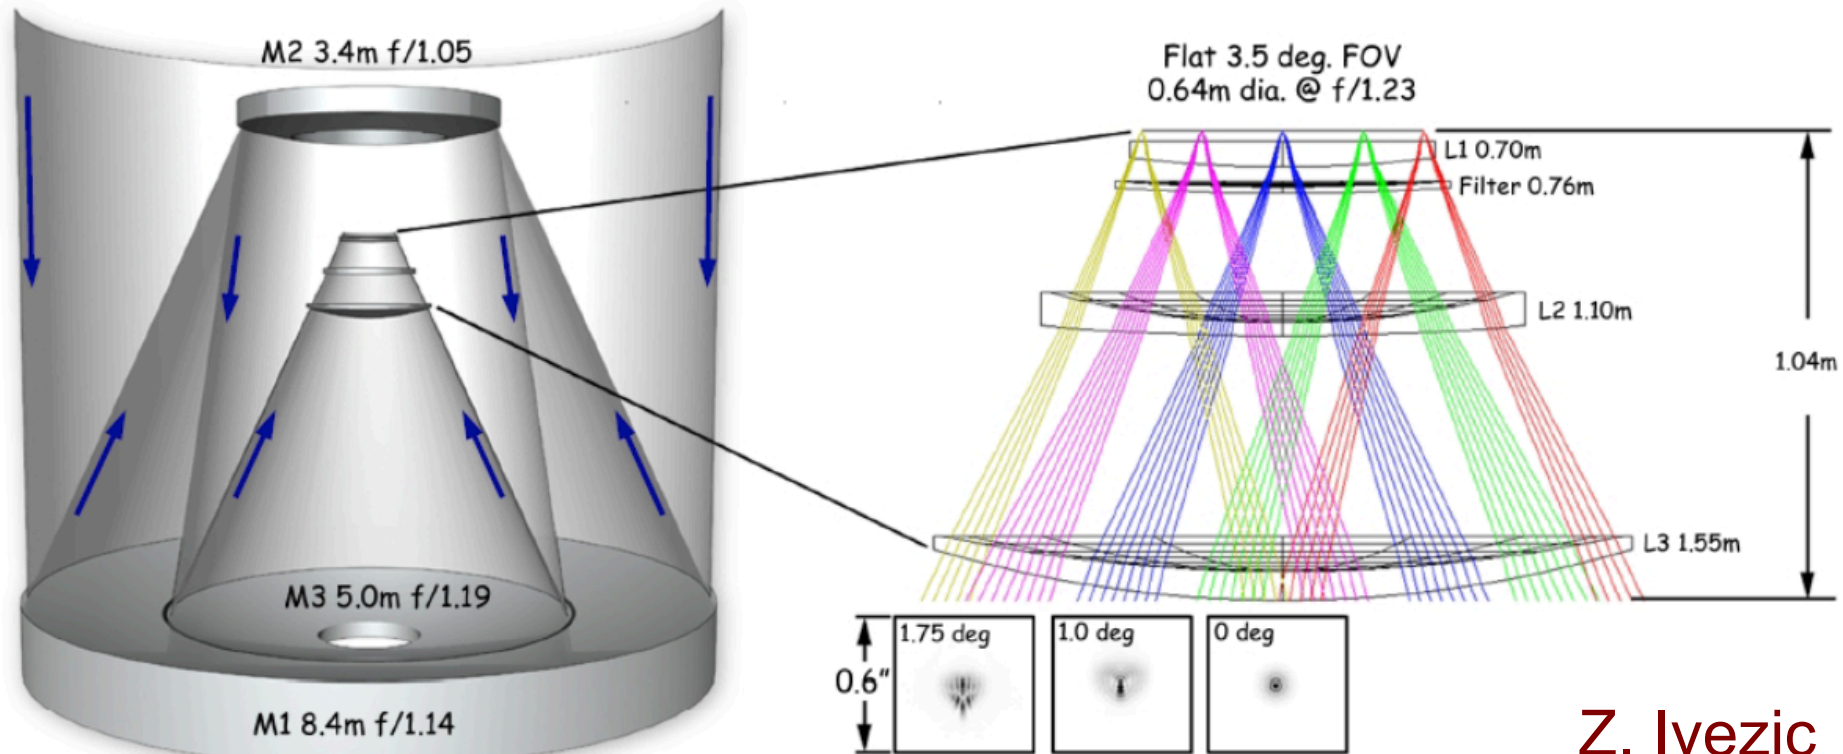 M2 3.4m f/1.05
M3 5.0m f/1.19
M1 8.4m f/1.14
Flat 3.5 deg. FOV
0.64m dia. @ f/1.23
L1 0.70m
Filter 0.76m
L2 1.10m
1.04m
L3 1.55m
0.6"
1.75 deg
1.0 deg
0 deg
Z. Ivezic